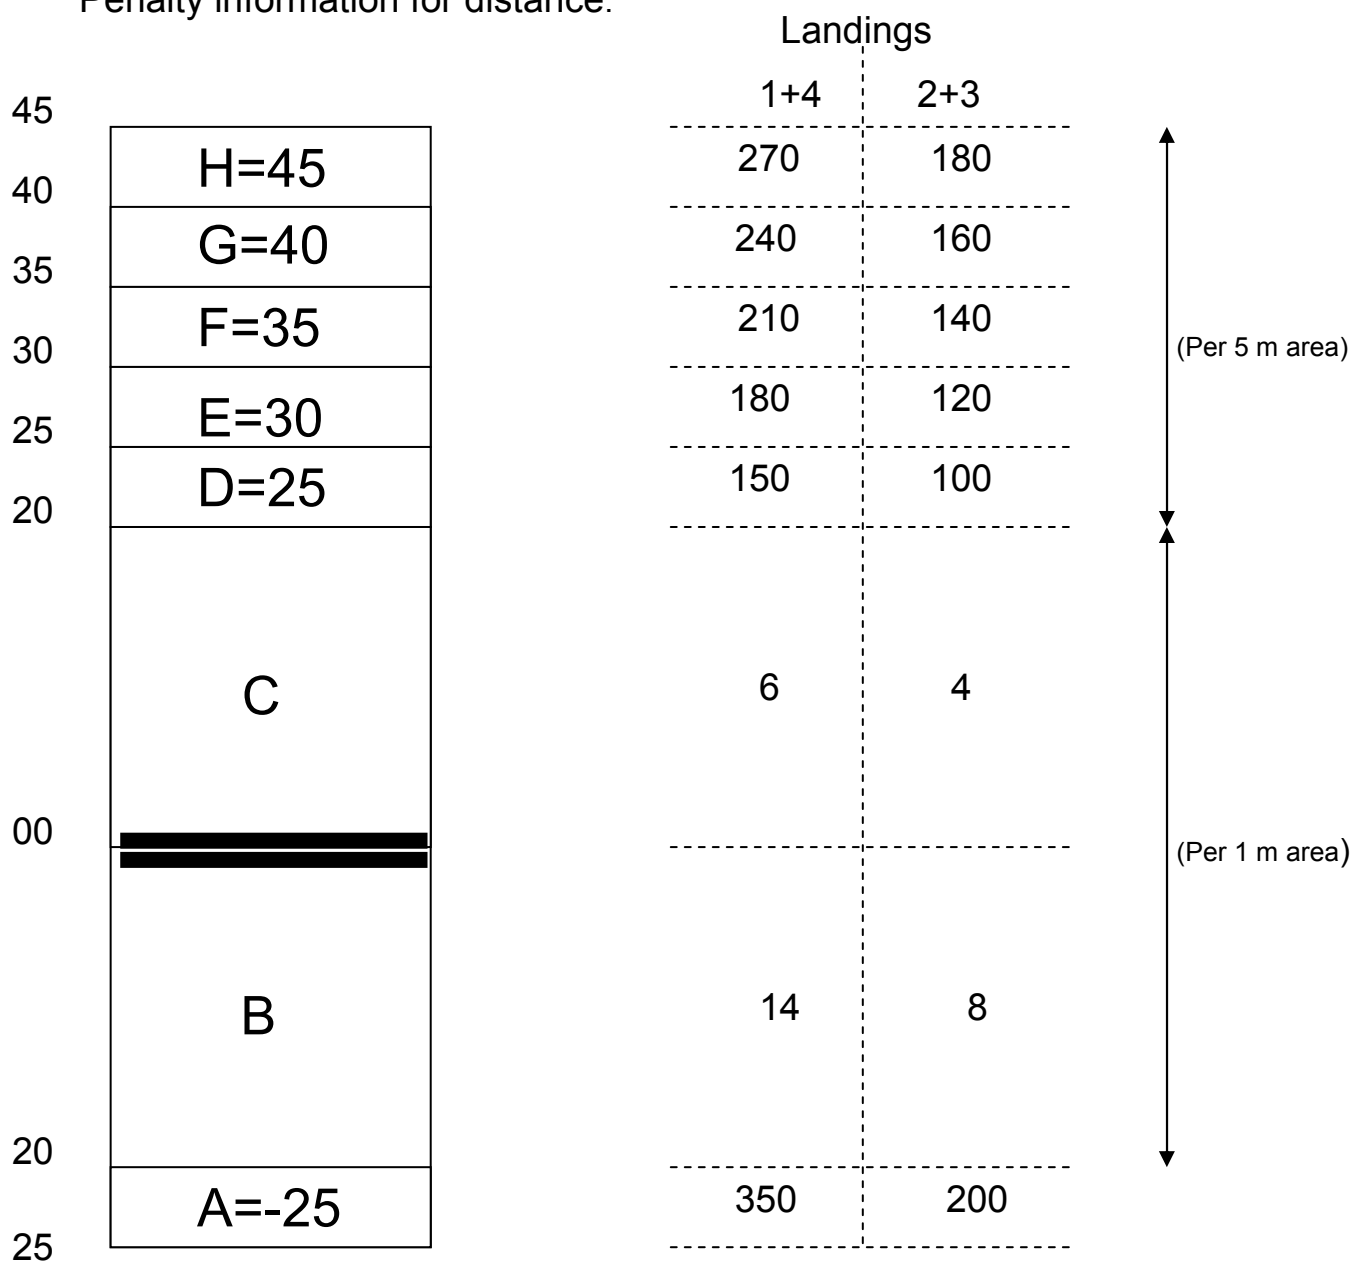 Penalty information for distance.
Landings
1+4 2+3
45
H=45 270 180
40
G=40 240 160
35
F=35 210 140
30 (Per 5 m area)
E=30 180 120
25
D=25 150 100
20
C 6 4
00 (Per 1 m area)
B 14 8
20
A=-25 350 200
25